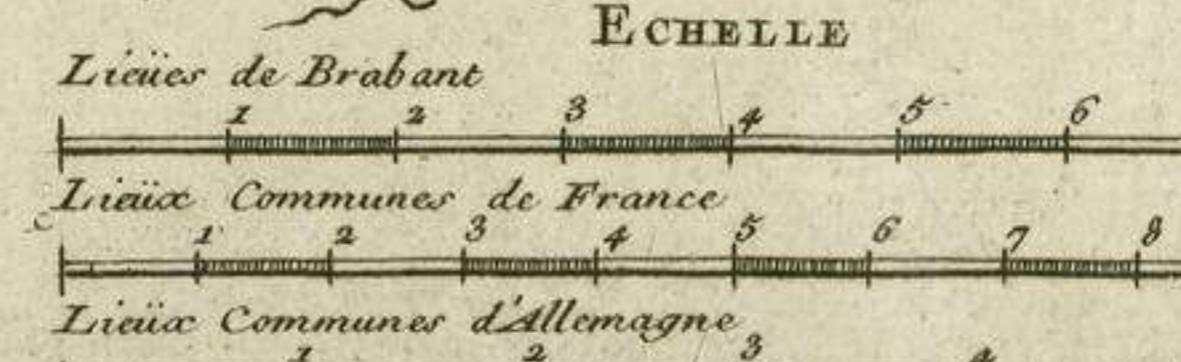 ECHELLE
Lieües de Brabant
1 2 3 4 5 6
Lieüx Communes de France
1 2 3 4 5 6 7 8
Lieüx Communes d'Allemagne
1 2 3 4